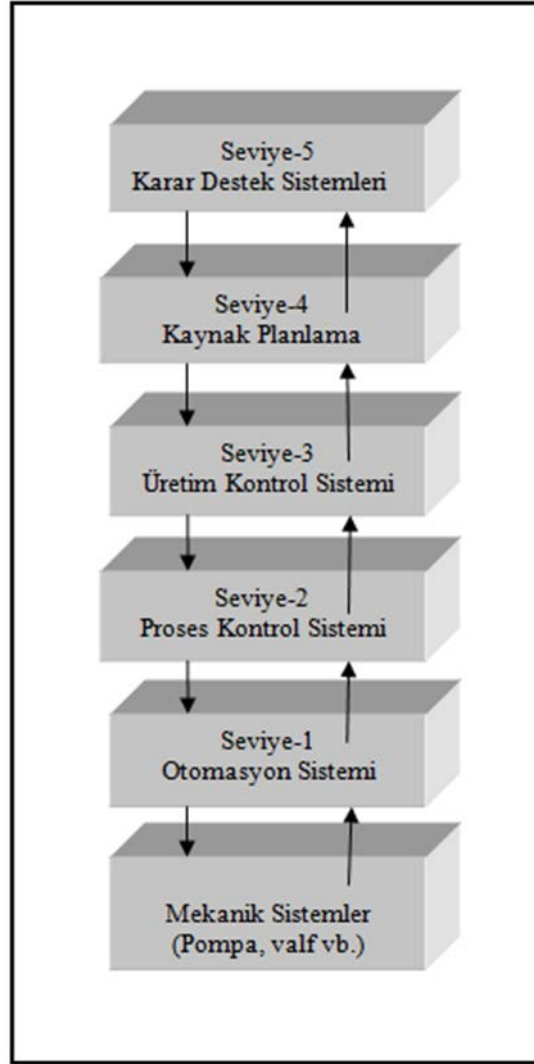 Seviye-5
Karar Destek Sistemleri
Seviye-4
Kaynak Planlama
Seviye-3
Üretim Kontrol Sistemi
Seviye-2
Proses Kontrol Sistemi
Seviye-1
Otomasyon Sistemi
Mekanik Sistemler
(Pompa, valf vb.)